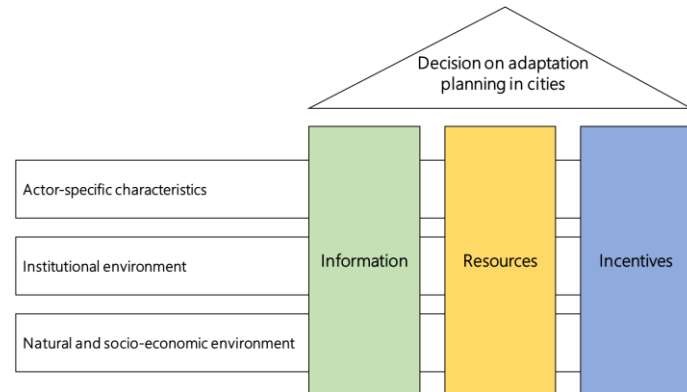 Decision on adaptation
planning in cities
Actor-specific characteristics
Institutional environment
Information
Resources
Incentives
Natural and socio-economic environment